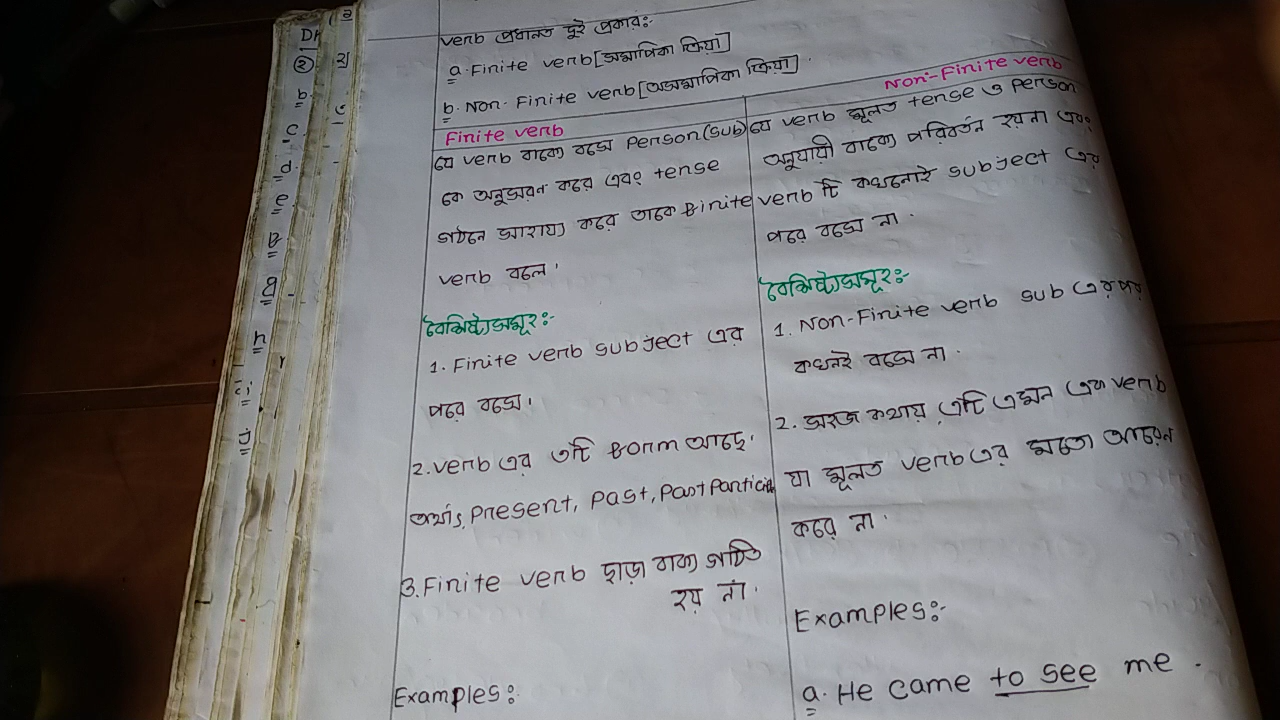 verb প্রধানত দুই প্রকার:-
a. Finite verb [সমাপিকা ক্রিয়া]
b. Non-Finite verb [অসমাপিকা ক্রিয়া]
Finite verb
যে verb বাক্যে বসে Person (sub)
কে অনুসরন করে এবং tense
গঠনে সাহায্য করে তাকে Finite
verb বলে।
বৈশিষ্ট্যসমূহ:-
1. Finite verb subject এর
পরে বসে।
2. verb এর ৩টি Form আছে।
অর্থাৎ, Present, Past, Past
3. Finite verb ছাড়া বাক্য গঠিত
হয় না।
Examples:
Non-Finite verb
যে verb মূলত tense ও Person
অনুযায়ী বাক্যে পরিবর্তন হয় না এবং
verb টি কখনোই subject এর
পরে বসে না।
বৈশিষ্ট্যসমূহ:-
1. Non-Finite verb sub এর পর
কখনই বসে না।
2. সহজ কথায় এটি এমন এক verb
যা মূলত verb এর মতো আচরন
করে না।
Examples:-
a. He came to see me.
D
b.
c.
d.
e.
g
h
i
j